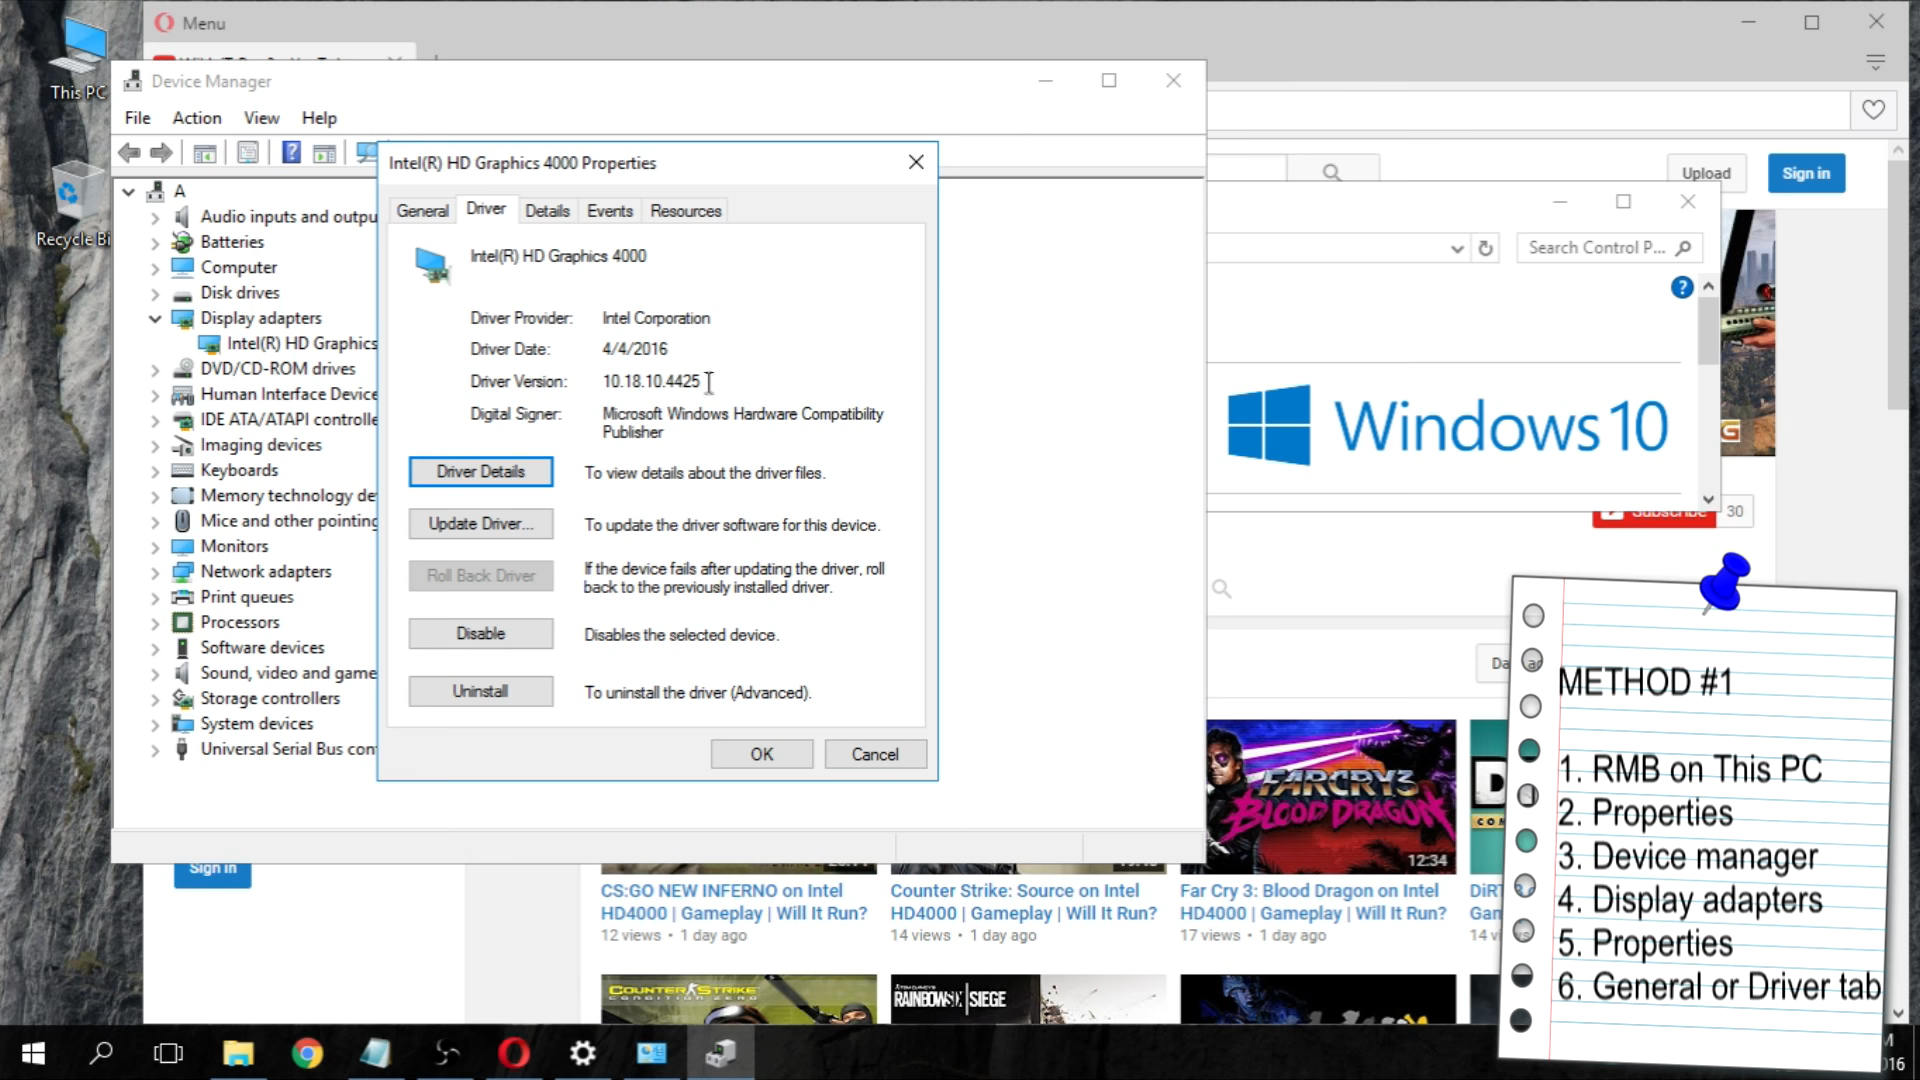 Menu
This PC
Recycle Bi
Device Manager
File Action View Help
A
Audio inputs and outpu
Batteries
Computer
Disk drives
Display adapters
Intel(R) HD Graphics
DVD/CD-ROM drives
Human Interface Device
IDE ATA/ATAPI controlle
Imaging devices
Keyboards
Memory technology de
Mice and other pointing
Monitors
Network adapters
Print queues
Processors
Software devices
Sound, video and game
Storage controllers
System devices
Universal Serial Bus con
Intel(R) HD Graphics 4000 Properties
General Driver Details Events Resources
Intel(R) HD Graphics 4000
Driver Provider: Intel Corporation
Driver Date: 4/4/2016
Driver Version: 10.18.10.4425
Digital Signer: Microsoft Windows Hardware Compatibility
Publisher
Driver Details To view details about the driver files.
Update Driver... To update the driver software for this device.
Roll Back Driver If the device fails after updating the driver, roll
back to the previously installed driver.
Disable Disables the selected device.
Uninstall To uninstall the driver (Advanced).
OK Cancel
Upload Sign in
Search Control P...
Windows 10
G
Subscribe 30
METHOD #1
1. RMB on This PC
2. Properties
3. Device manager
4. Display adapters
5. Properties
6. General or Driver tab
Sign in
FARCRY3
BLOOD DRAGON
12:34
CS:GO NEW INFERNO on Intel
HD4000 | Gameplay | Will It Run?
12 views • 1 day ago
Counter Strike: Source on Intel
HD4000 | Gameplay | Will It Run?
14 views • 1 day ago
Far Cry 3: Blood Dragon on Intel
HD4000 | Gameplay | Will It Run?
17 views • 1 day ago
DiRT 3
Gam
14 vi
COUNTER STRIKE
CONDITION ZERO
RAINBOW SIX | SIEGE